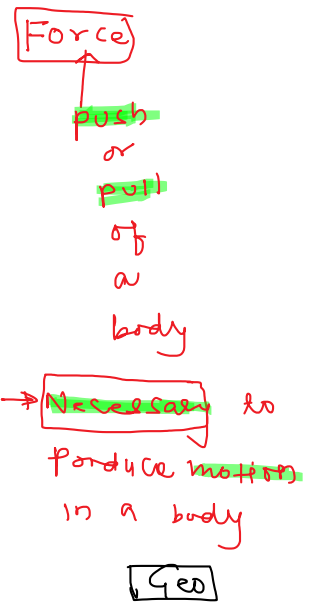 Force
push
or
pull
of
a
body
Necessary to
Produce motion
in a body
Geo